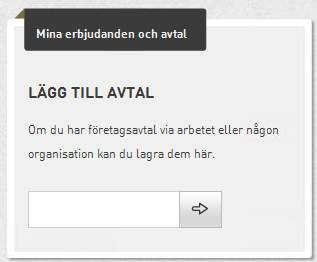 Mina erbjudanden och avtal
LÄGG TILL AVTAL
Om du har företagsavtal via arbetet eller någon
organisation kan du lagra dem här.